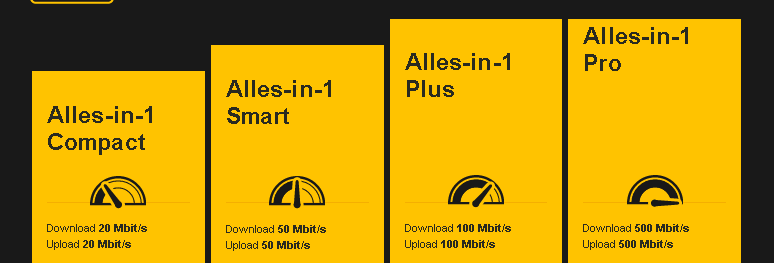 Alles-in-1
Compact
Download 20 Mbit/s
Upload 20 Mbit/s
Alles-in-1
Smart
Download 50 Mbit/s
Upload 50 Mbit/s
Alles-in-1
Plus
Download 100 Mbit/s
Upload 100 Mbit/s
Alles-in-1
Pro
Download 500 Mbit/s
Upload 500 Mbit/s